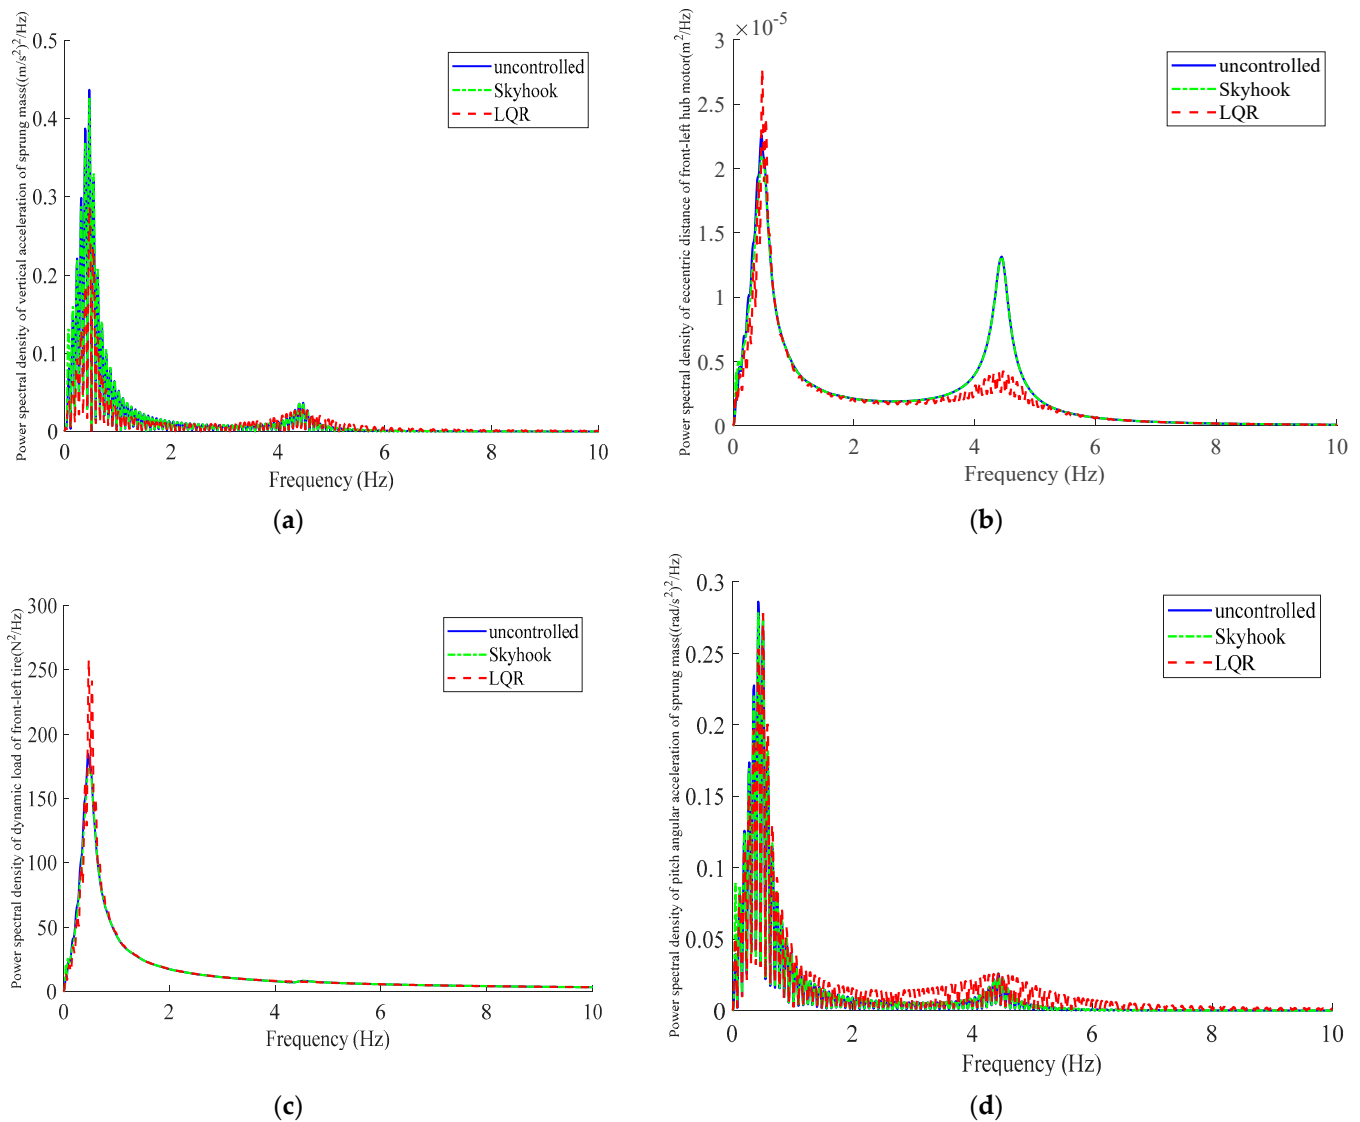 Power spectral density of vertical acceleration of sprung mass((m/s²)²/Hz)
0.5
0.4
0.3
0.2
0.1
0
0 2 4 6 8 10
Frequency (Hz)
uncontrolled
Skyhook
LQR
(a)
Power spectral density of eccentric distance of front-left hub motor(m²/Hz)
×10⁻⁵
3
2.5
2
1.5
1
0.5
0
0 2 4 6 8 10
Frequency (Hz)
uncontrolled
Skyhook
LQR
(b)
Power spectral density of dynamic load of front-left tire(N²/Hz)
300
250
200
150
100
50
0
0 2 4 6 8 10
Frequency (Hz)
uncontrolled
Skyhook
LQR
(c)
Power spectral density of pitch angular acceleration of sprung mass((rad/s²)²/Hz)
0.3
0.25
0.2
0.15
0.1
0.05
0
0 2 4 6 8 10
Frequency (Hz)
uncontrolled
Skyhook
LQR
(d)